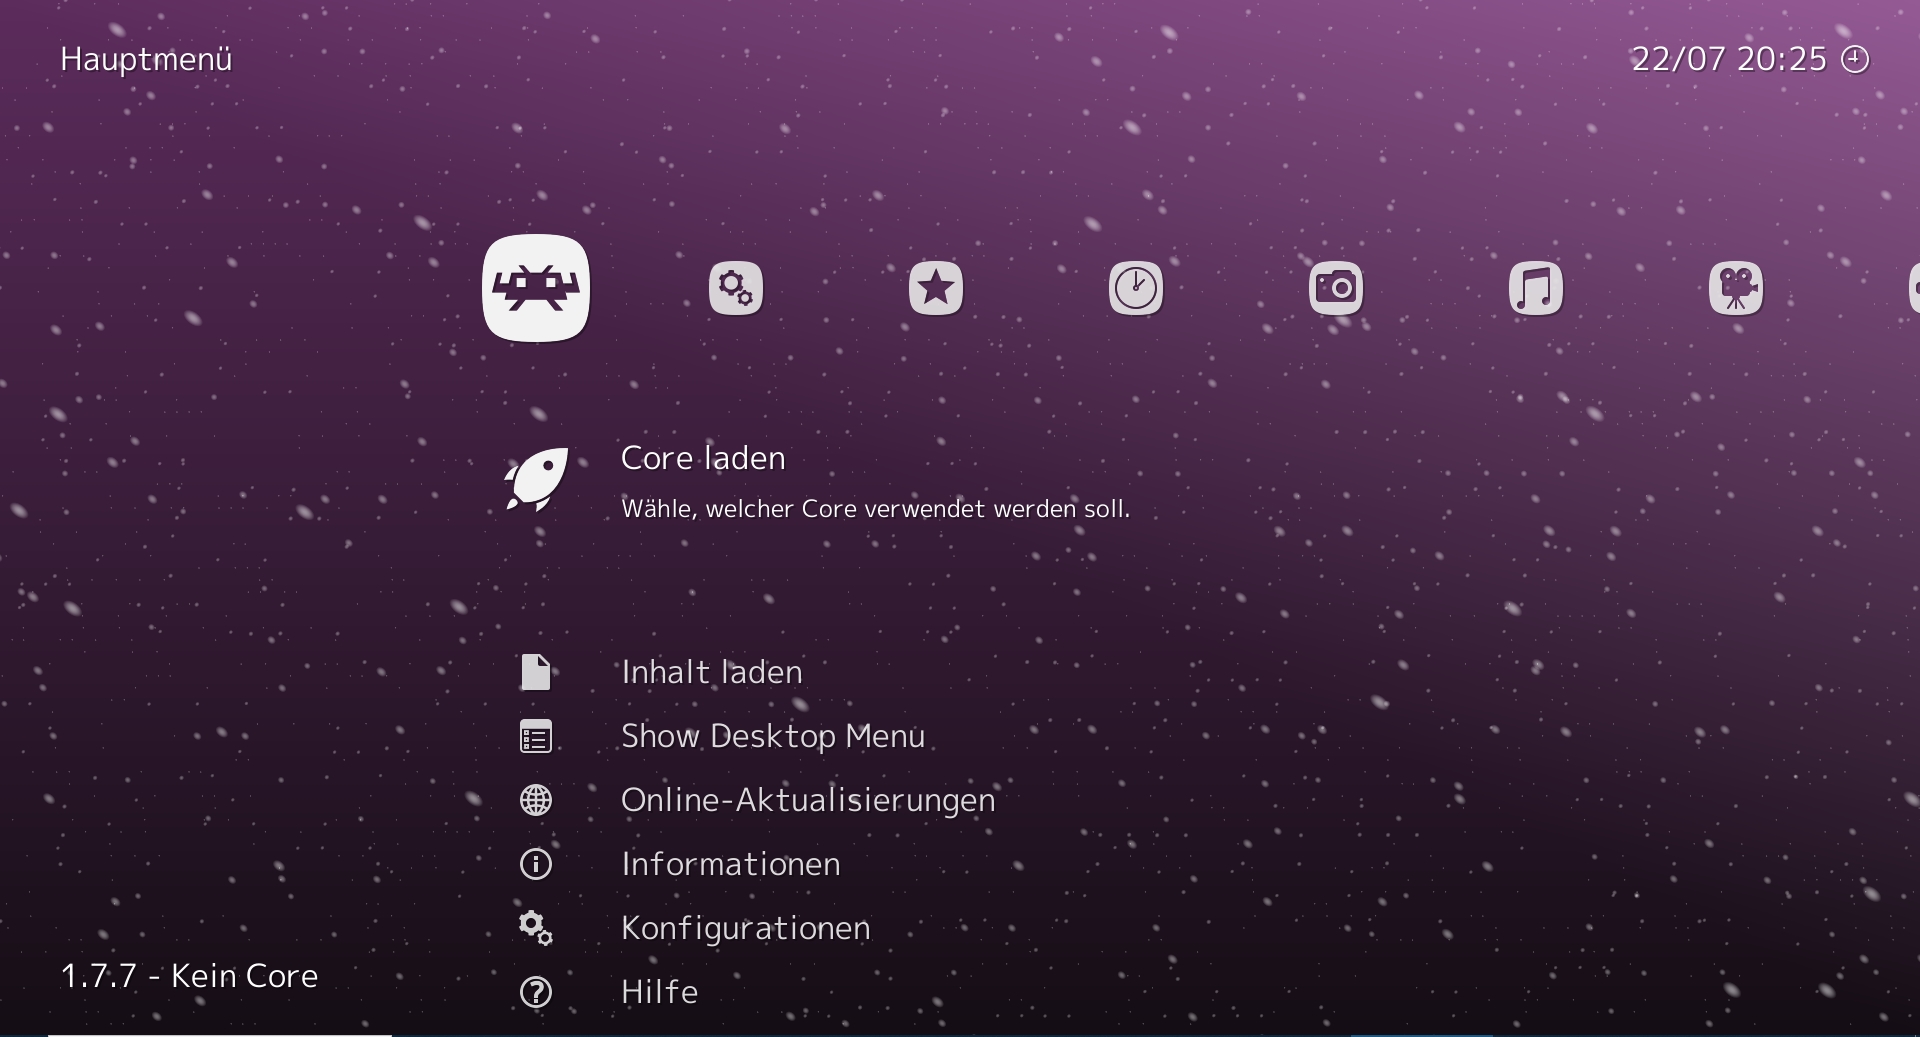 Hauptmenü
22/07 20:25
Core laden
Wähle, welcher Core verwendet werden soll.
Inhalt laden
Show Desktop Menu
Online-Aktualisierungen
Informationen
Konfigurationen
Hilfe
1.7.7 - Kein Core